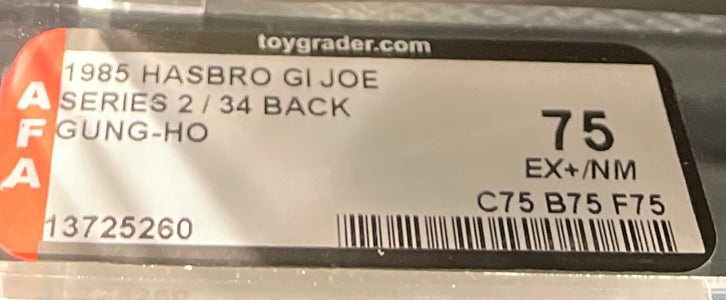 toygrader.com
AFA
1985 HASBRO GI JOE
SERIES 2 / 34 BACK
GUNG-HO
75
EX+/NM
C75 B75 F75
13725260